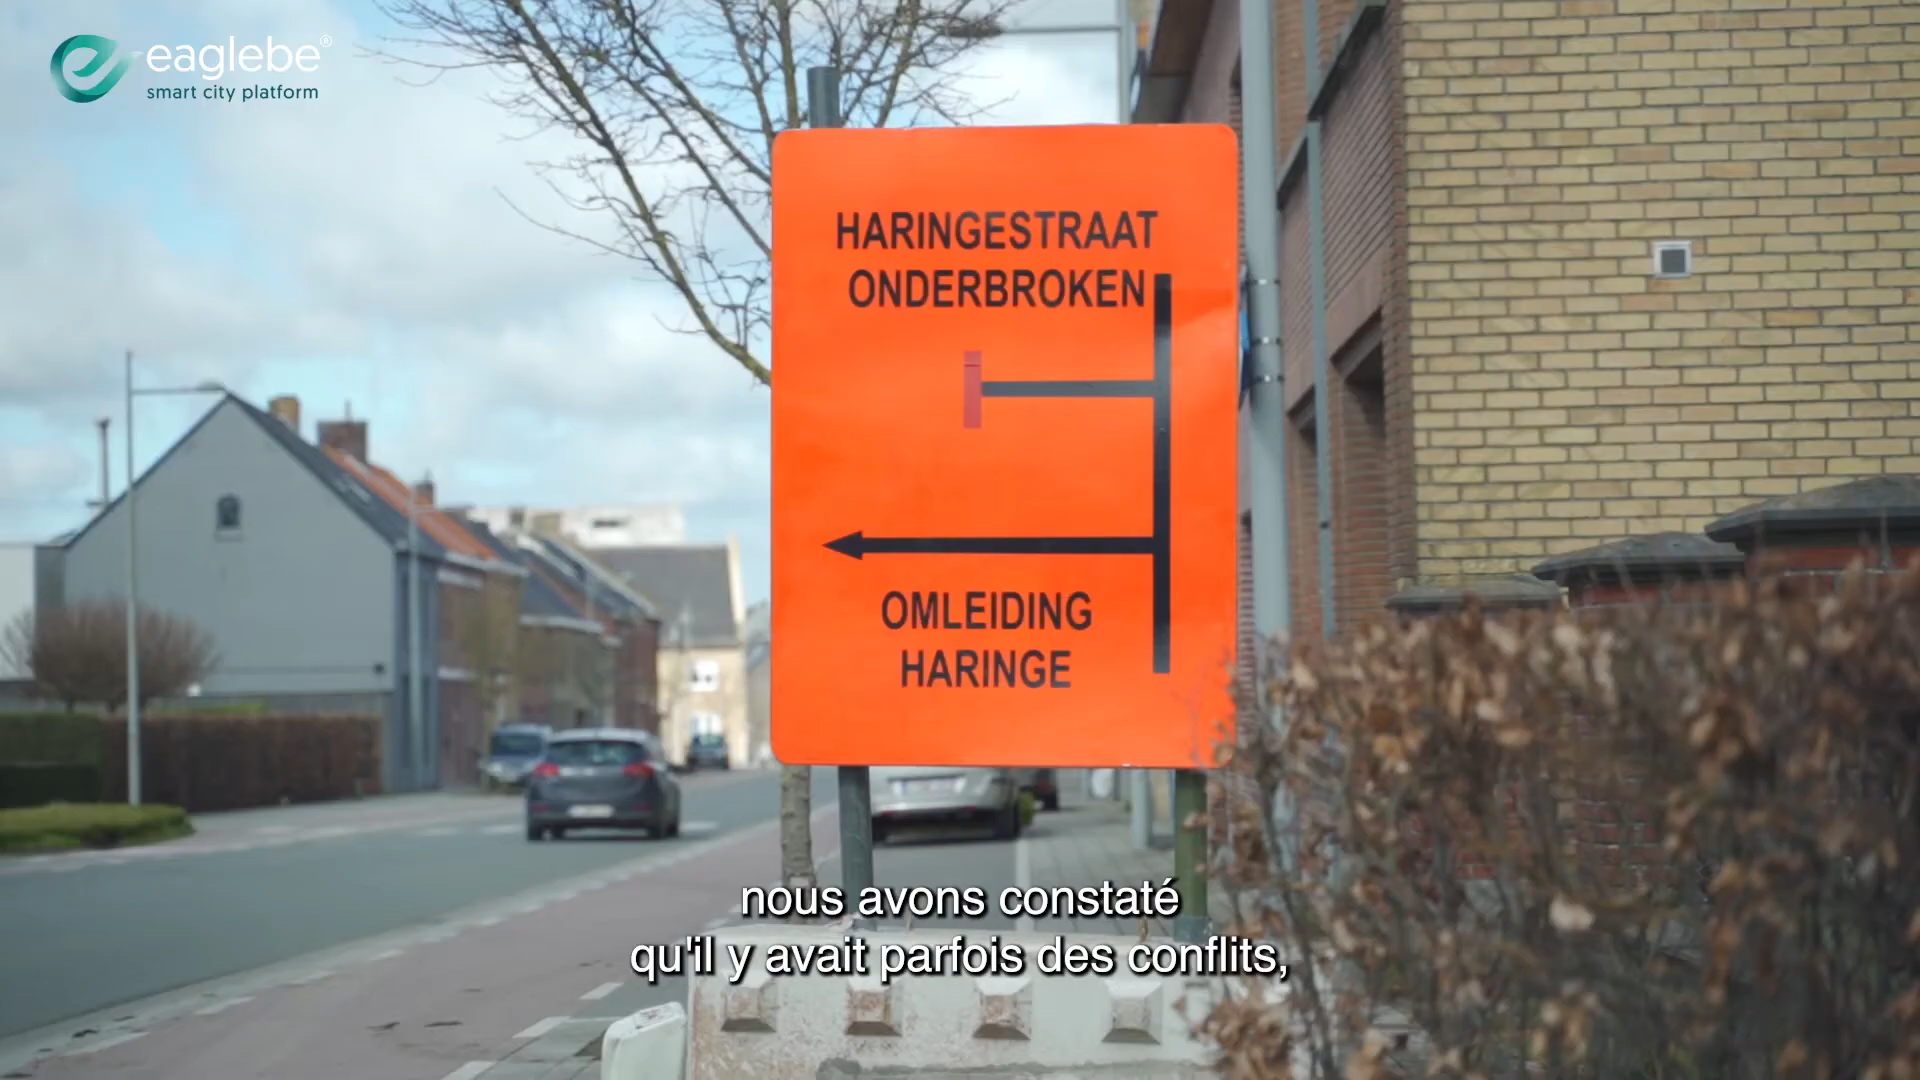 eaglebe®
smart city platform
HARINGESTRAAT
ONDERBROKEN
OMLEIDING
HARINGE
nous avons constaté
qu'il y avait parfois des conflits,